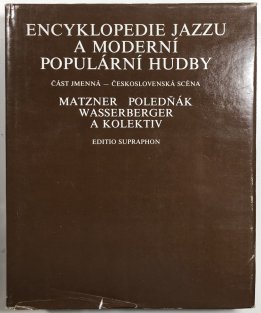 ENCYKLOPEDIE JAZZU
A MODERNÍ
POPULÁRNÍ HUDBY
ČÁST JMENNÁ — ČESKOSLOVENSKÁ SCÉNA
MATZNER POLEDŇÁK
WASSERBERGER
A KOLEKTIV
EDITIO SUPRAPHON